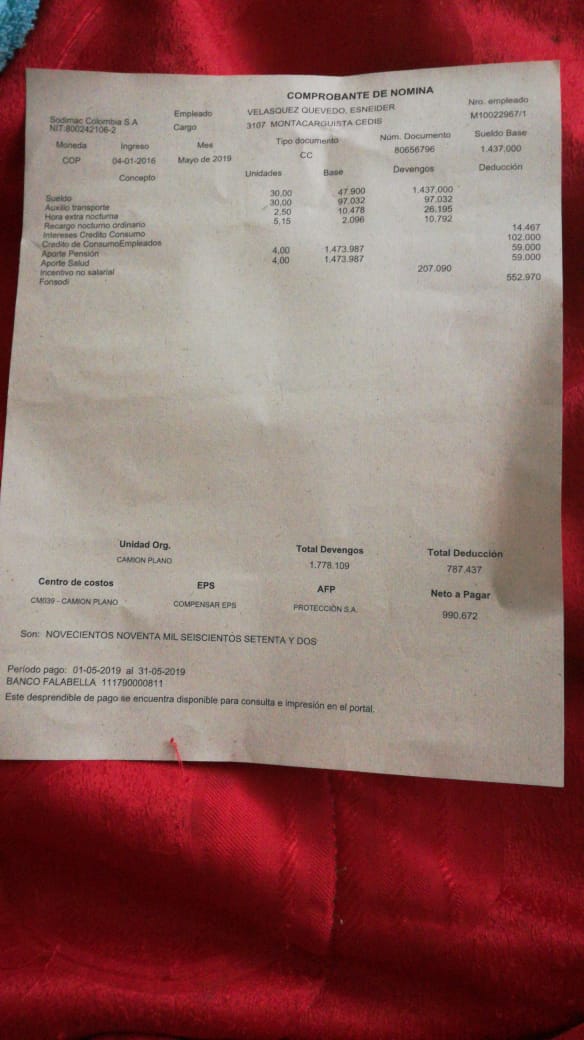 COMPROBANTE DE NOMINA
Sodimac Colombia S.A Empleado VELASQUEZ QUEVEDO, ESNEIDER Nro. empleado
NIT:800242106-2 Cargo 3107 MONTACARGUISTA CEDIS M10022967/1
Moneda Ingreso Mes Tipo documento Núm. Documento Sueldo Base
COP 04-01-2016 Mayo de 2019 CC 80656796 1.437.000
Concepto Unidades Base Devengos Deducción
Sueldo 30,00 47.900 1.437.000
Auxilio transporte 30,00 97.032 97.032
Hora extra nocturna 2,50 10.478 26.195
Recargo nocturno ordinario 5,15 2.096 10.792
Intereses Credito Consumo 14.467
Credito de ConsumoEmpleados 102.000
Aporte Pensión 4,00 1.473.987 59.000
Aporte Salud 4,00 1.473.987 59.000
Incentivo no salarial 207.090
Fonsodi 552.970
Unidad Org. Total Devengos Total Deducción
CAMION PLANO 1.778.109 787.437
Centro de costos EPS AFP Neto a Pagar
CM039 - CAMION PLANO COMPENSAR EPS PROTECCIÓN S.A. 990.672
Son: NOVECIENTOS NOVENTA MIL SEISCIENTOS SETENTA Y DOS
Período pago: 01-05-2019 al 31-05-2019
BANCO FALABELLA 111790000811
Este desprendible de pago se encuentra disponible para consulta e impresión en el portal.